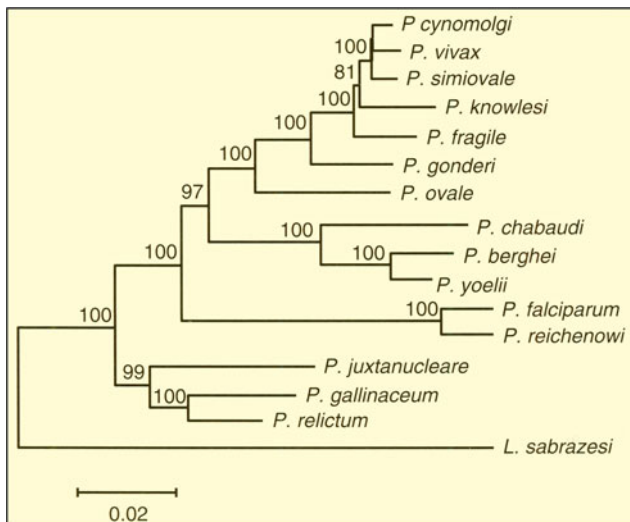 P cynomolgi
100
P. vivax
81
P. simiovale
100
P. knowlesi
100
P. fragile
100
P. gonderi
97
P. ovale
100
P. chabaudi
100
100
P. berghei
P. yoelii
100
P. falciparum
100
P. reichenowi
99
P. juxtanucleare
100
P. gallinaceum
P. relictum
L. sabrazesi
0.02